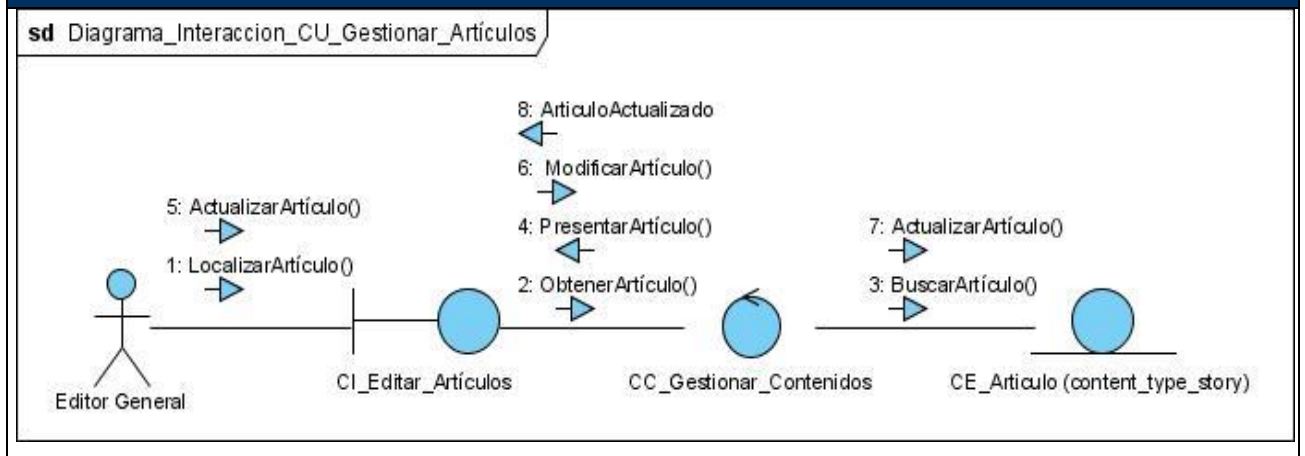 sd Diagrama_Interaccion_CU_Gestionar_Artículos
8: ArticuloActualizado
6: ModificarArtículo()
5: ActualizarArtículo()
4: PresentarArtículo()
7: ActualizarArtículo()
1: LocalizarArtículo()
2: ObtenerArtículo()
3: BuscarArtículo()
CI_Editar_Artículos
CC_Gestionar_Contenidos
CE_Articulo (content_type_story)
Editor General